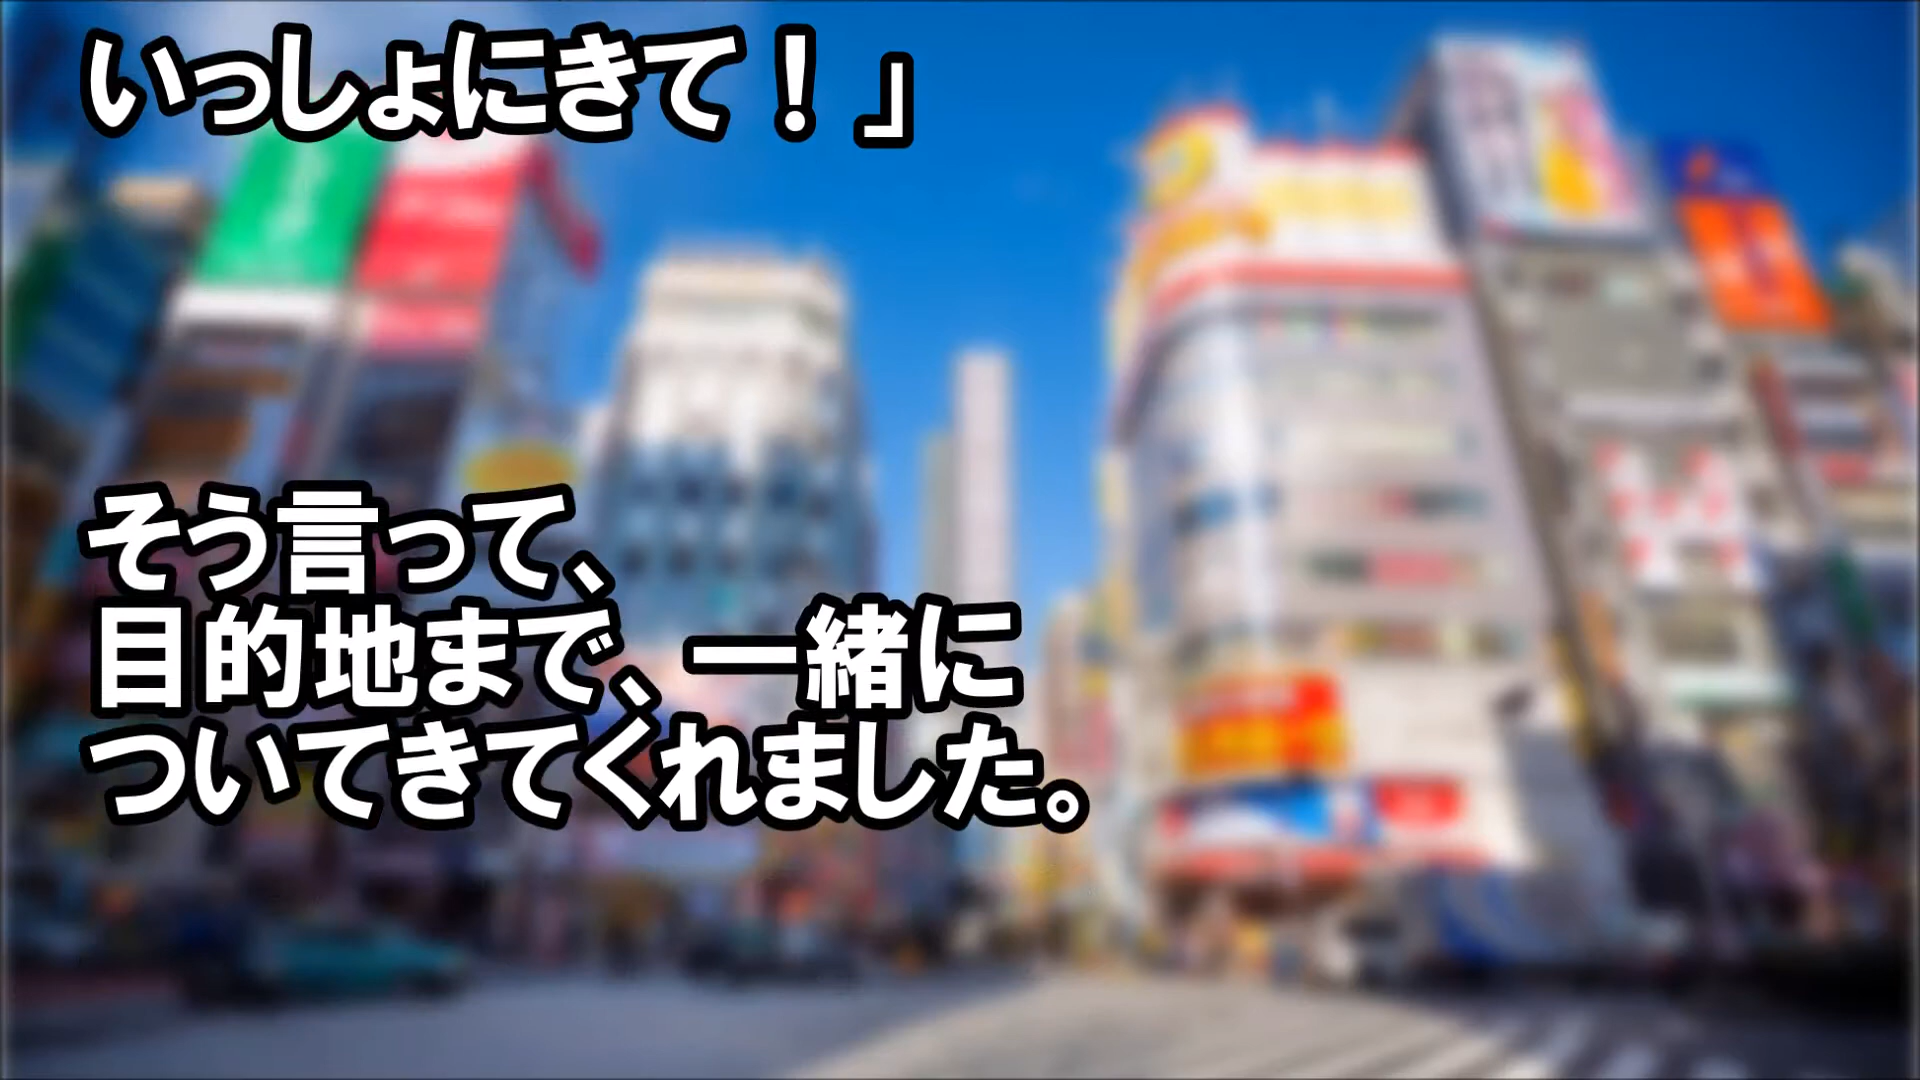 いっしょにきて！」
そう言って、
目的地まで、一緒に
ついてきてくれました。